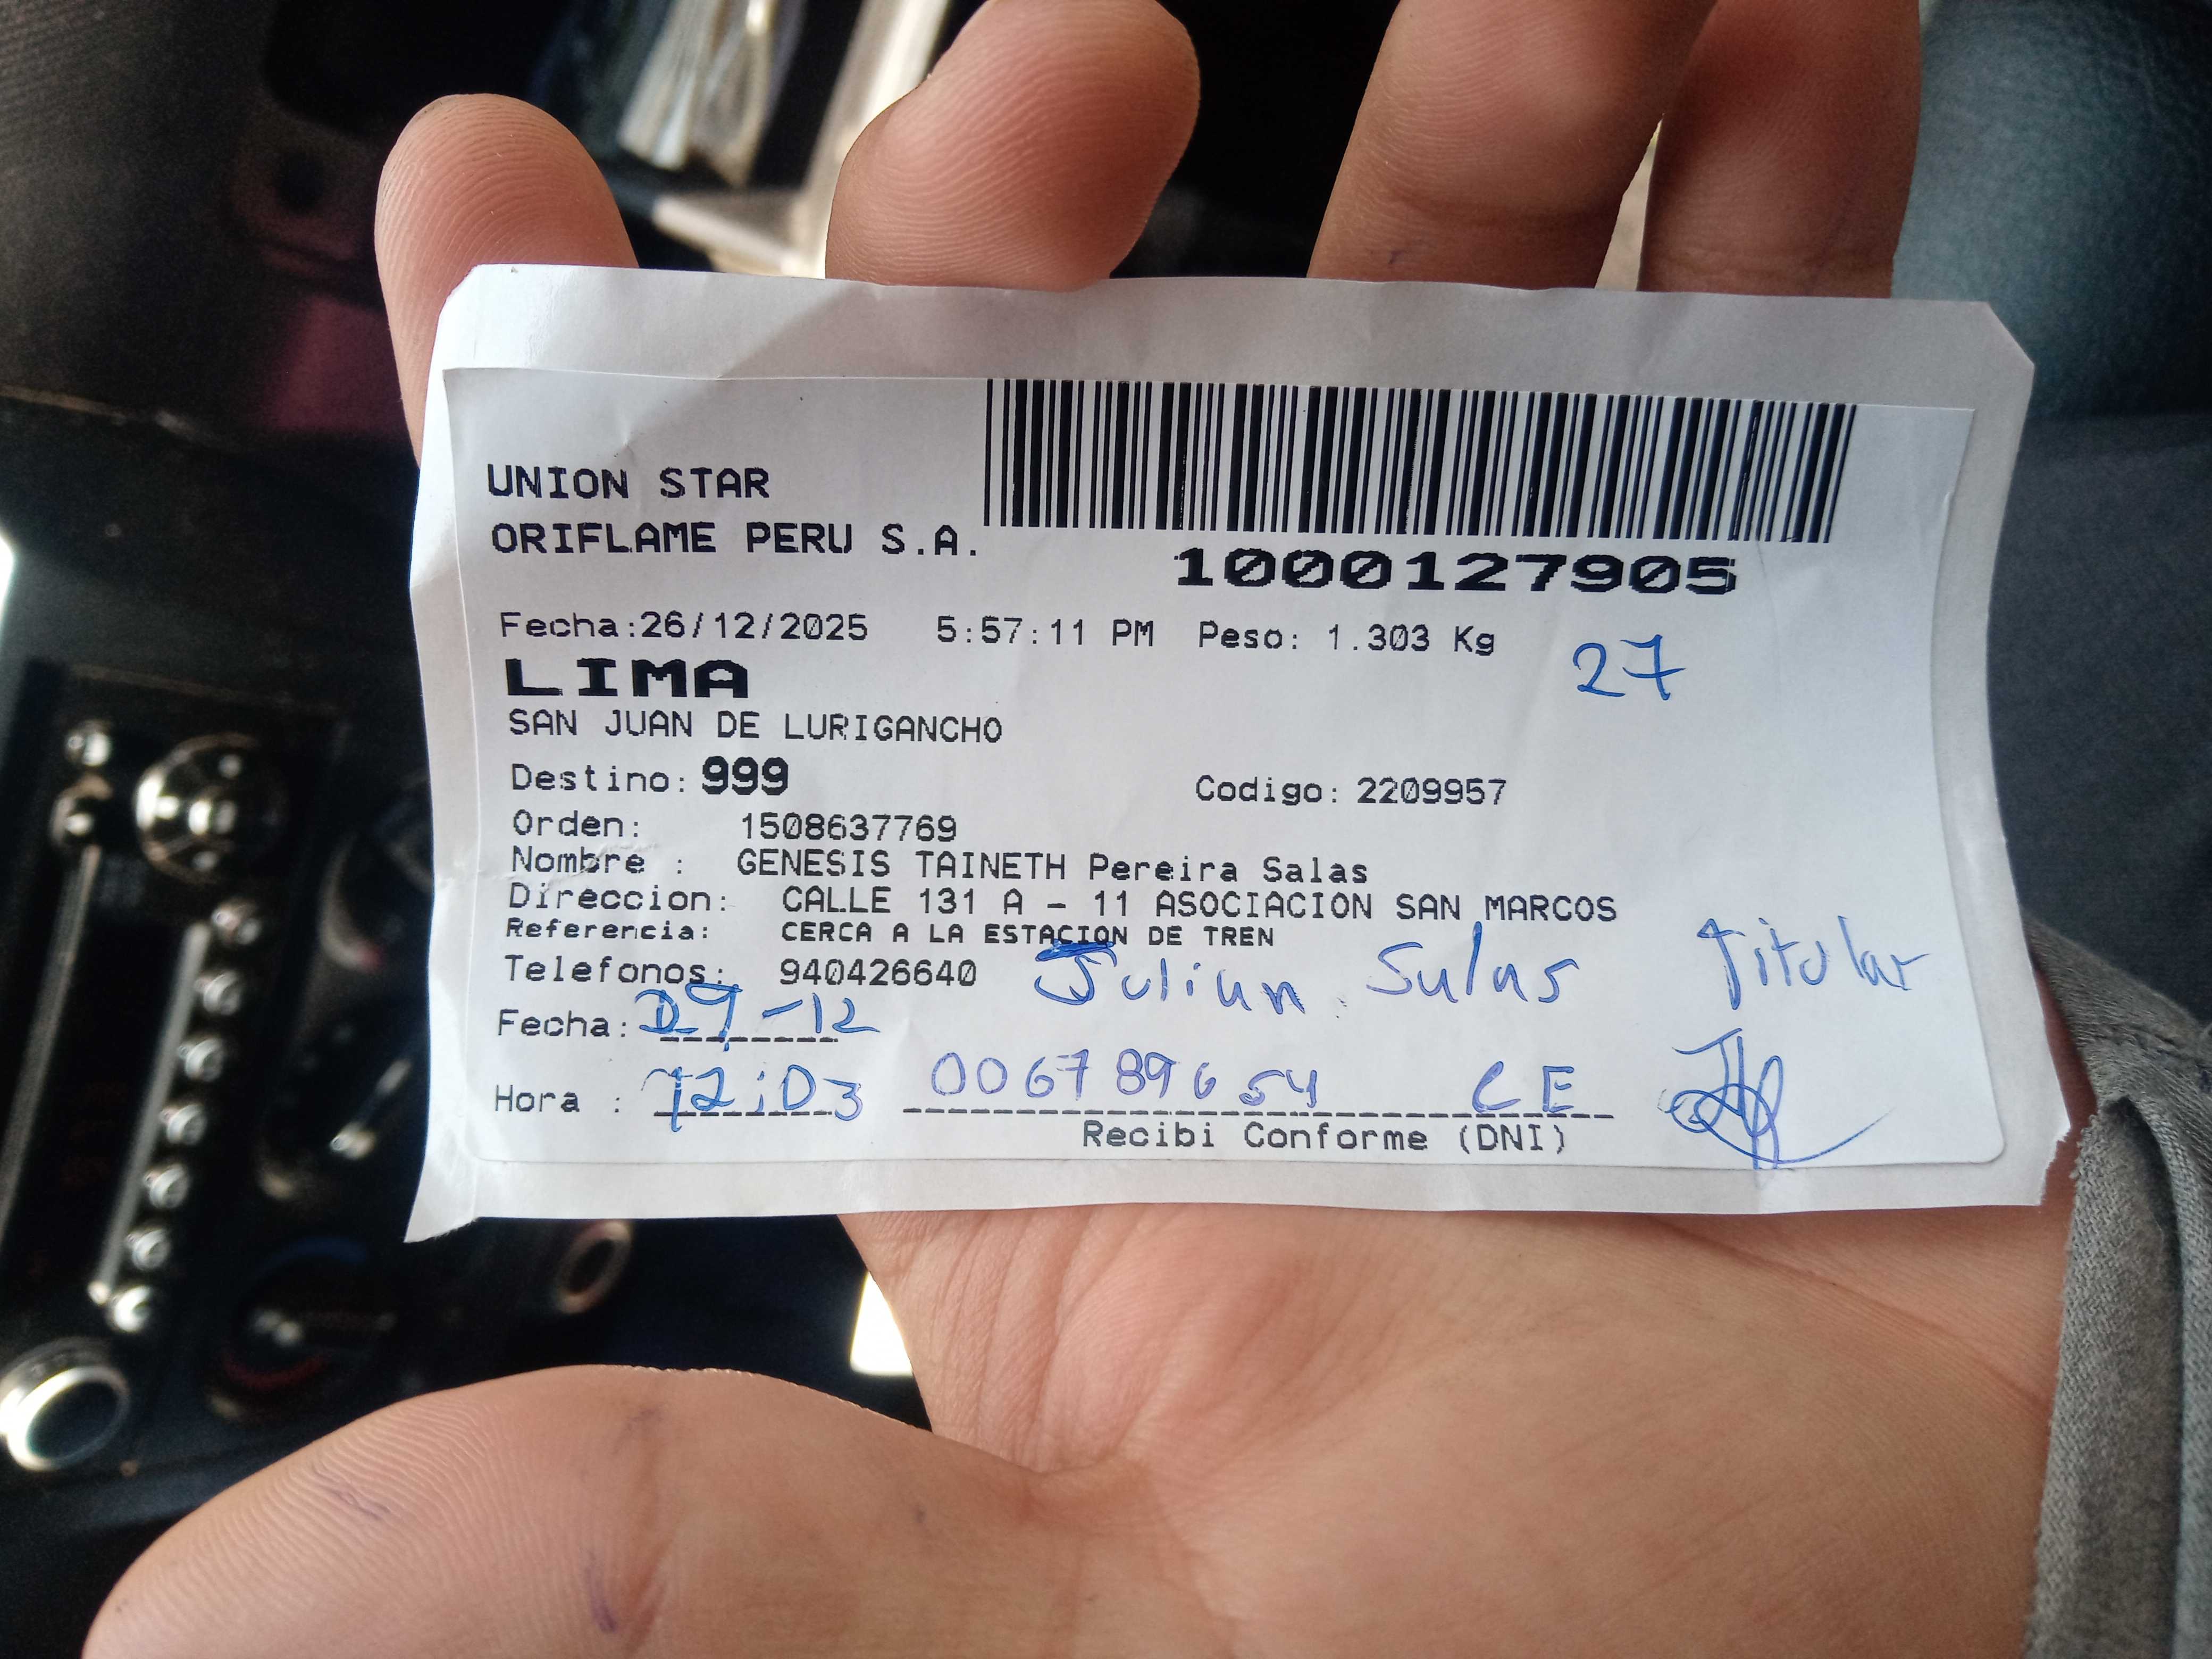 UNION STAR
ORIFLAME PERU S.A.
1000127905
Fecha:26/12/2025 5:57:11 PM Peso: 1.303 Kg
27
LIMA
SAN JUAN DE LURIGANCHO
Destino: 999 Codigo: 2209957
Orden: 1508637769
Nombre : GENESIS TAINETH Pereira Salas
Direccion: CALLE 131 A - 11 ASOCIACION SAN MARCOS
Referencia: CERCA A LA ESTACION DE TREN
Telefonos: 940426640 Julian Salas Titular
Fecha: 29-12
Hora : 12:03 006789654 CE
Recibi Conforme (DNI)